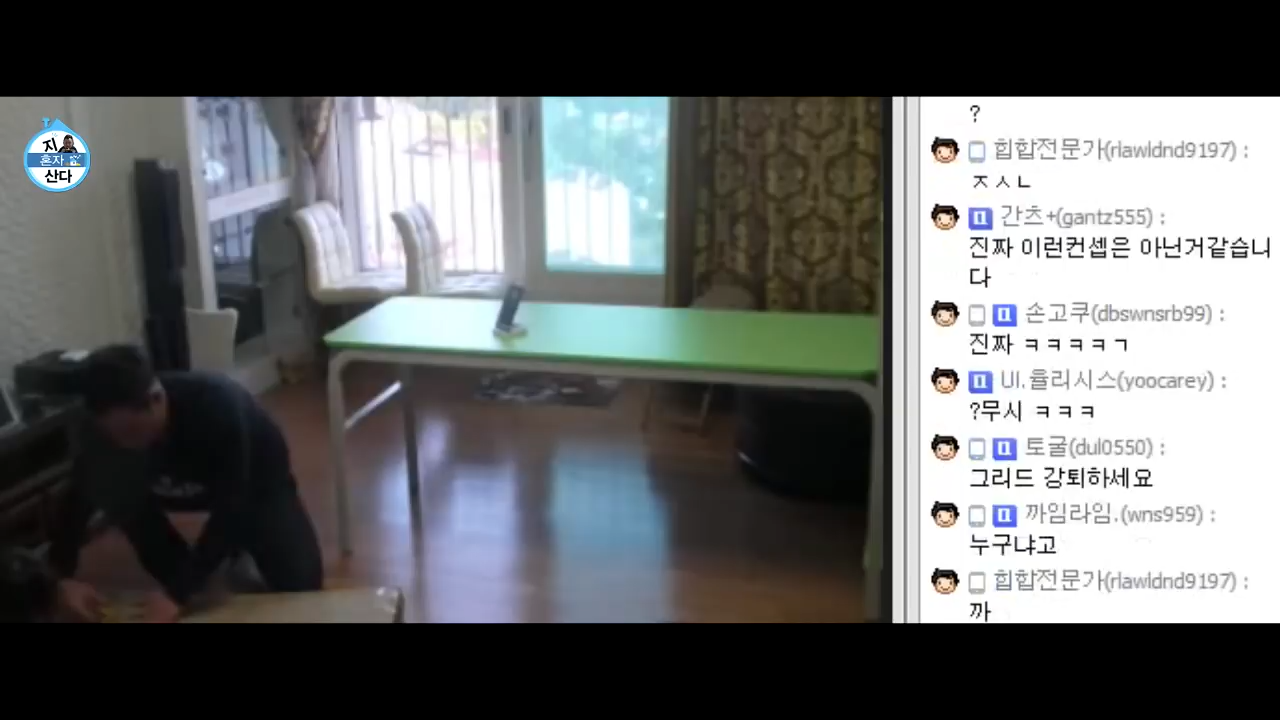 지
혼자
산다
?
힙합전문가(rlawldnd9197) :
ㅈㅅㄴ
간츠+(gantz555) :
진짜 이런컨셉은 아닌거같습니
다
손고쿠(dbswnsrb99) :
진짜 ㅋㅋㅋㅋㄱ
UI.율리시스(yoocarey) :
?무시 ㅋㅋㅋ
토굴(dul0550) :
그리드 강퇴하세요
까임라임.(wns959) :
누구냐고
힙합전문가(rlawldnd9197) :
까